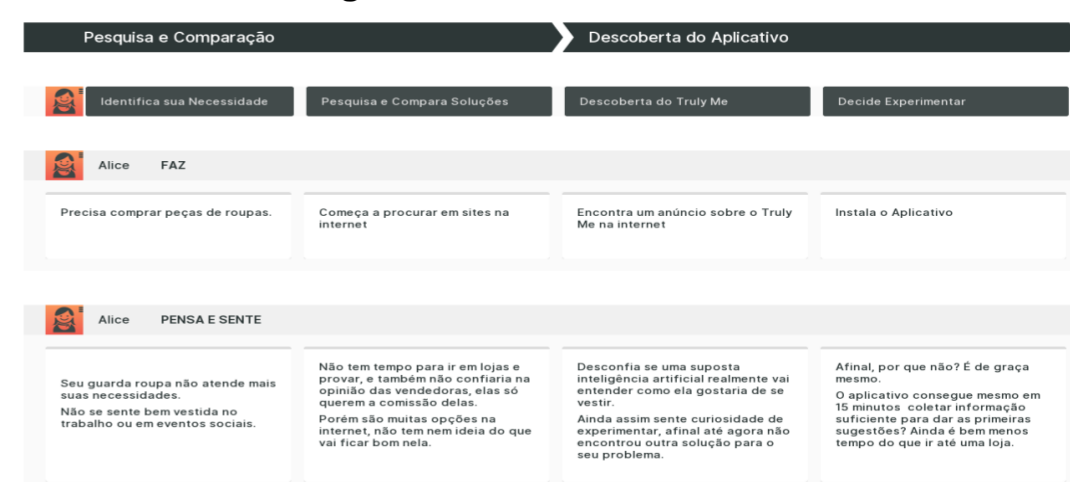 Pesquisa e Comparação
Descoberta do Aplicativo
Identifica sua Necessidade
Pesquisa e Compara Soluções
Descoberta do Truly Me
Decide Experimentar
Alice FAZ
Precisa comprar peças de roupas.
Começa a procurar em sites na
internet
Encontra um anúncio sobre o Truly
Me na internet
Instala o Aplicativo
Alice PENSA E SENTE
Seu guarda roupa não atende mais
suas necessidades.
Não se sente bem vestida no
trabalho ou em eventos sociais.
Não tem tempo para ir em lojas e
provar, e também não confiaria na
opinião das vendedoras, elas só
querem a comissão delas.
Porém são muitas opções na
internet, não tem nem ideia do que
vai ficar bom nela.
Desconfia se uma suposta
inteligência artificial realmente vai
entender como ela gostaria de se
vestir.
Ainda assim sente curiosidade de
experimentar, afinal até agora não
encontrou outra solução para o
seu problema.
Afinal, por que não? É de graça
mesmo.
O aplicativo consegue mesmo em
15 minutos coletar informação
suficiente para dar as primeiras
sugestões? Ainda é bem menos
tempo do que ir até uma loja.